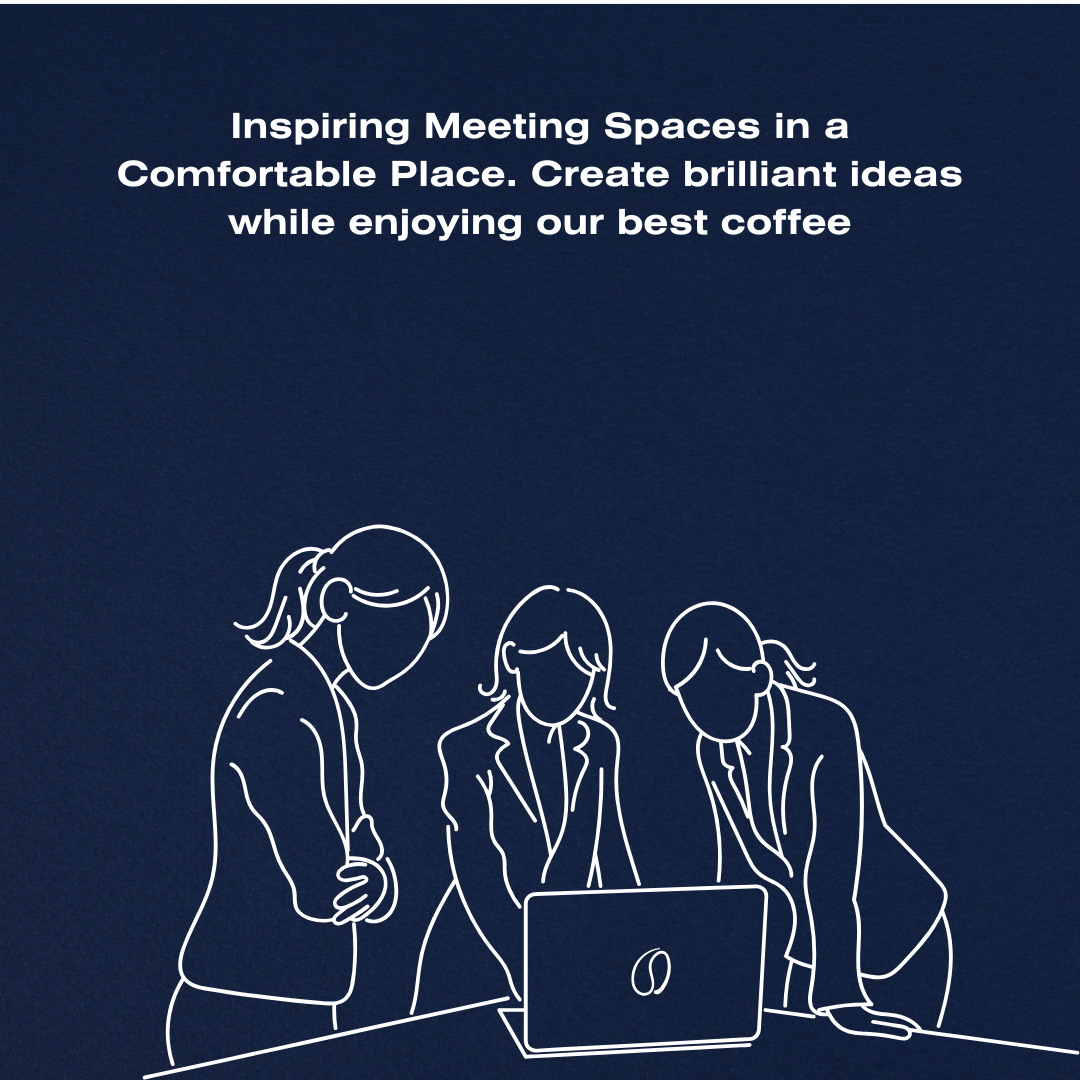 Inspiring Meeting Spaces in a
Comfortable Place. Create brilliant ideas
while enjoying our best coffee